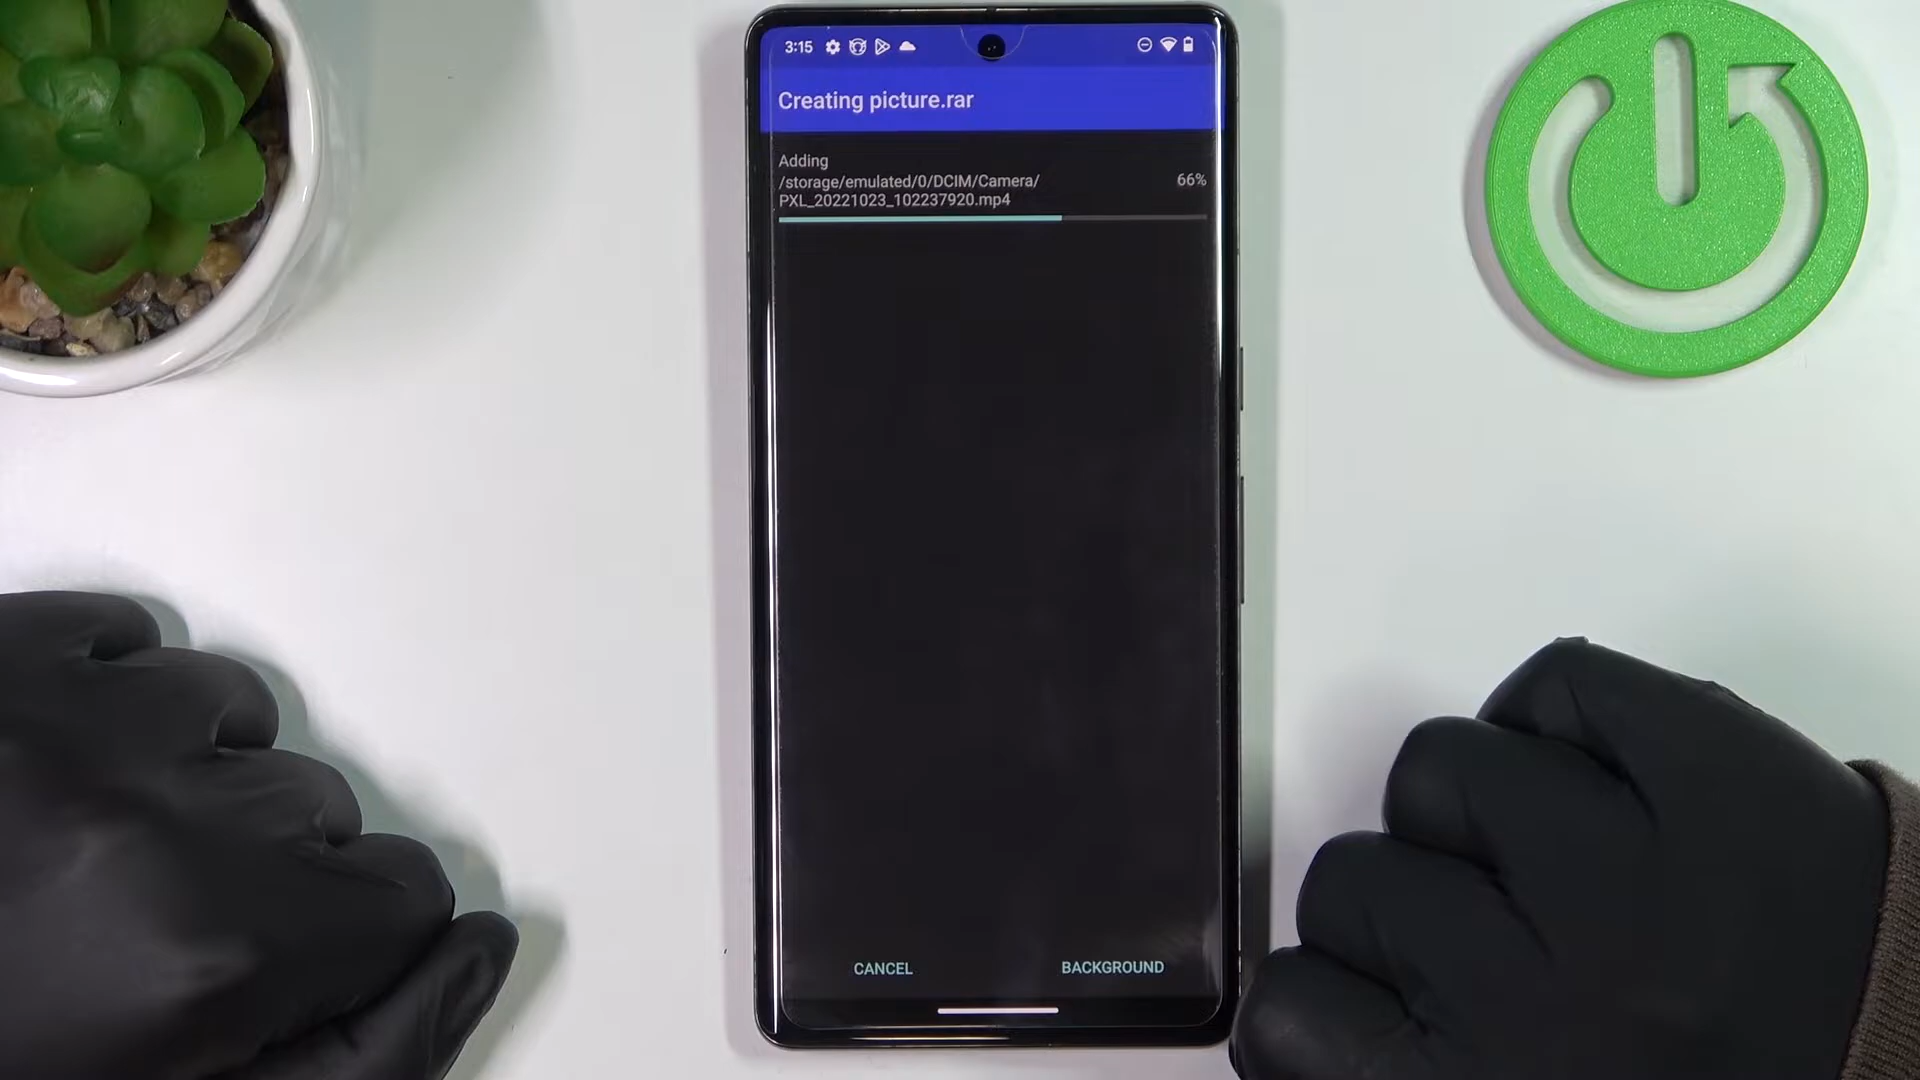 3:15
Creating picture.rar
Adding
/storage/emulated/0/DCIM/Camera/
66%
PXL_20221023_102237920.mp4
CANCEL
BACKGROUND